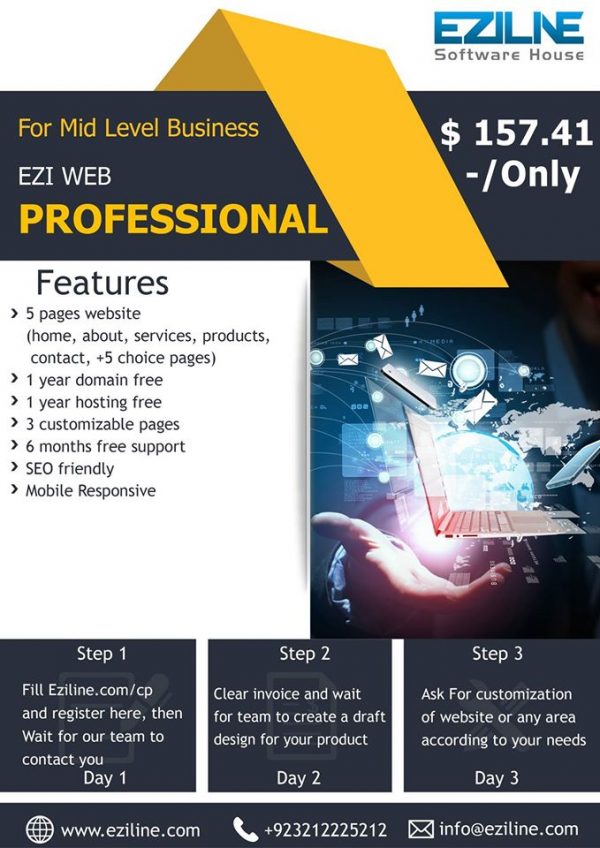 EZILINE
Software House
For Mid Level Business
$ 157.41
-/Only
EZI WEB
PROFESSIONAL
Features
5 pages website
(home, about, services, products,
contact, +5 choice pages)
1 year domain free
1 year hosting free
3 customizable pages
6 months free support
SEO friendly
Mobile Responsive
Step 1
Fill Eziline.com/cp
and register here, then
Wait for our team to
contact you
Day 1
Step 2
Clear invoice and wait
for team to create a draft
design for your product
Day 2
Step 3
Ask For customization
of website or any area
according to your needs
Day 3
www.eziline.com
+923212225212
info@eziline.com